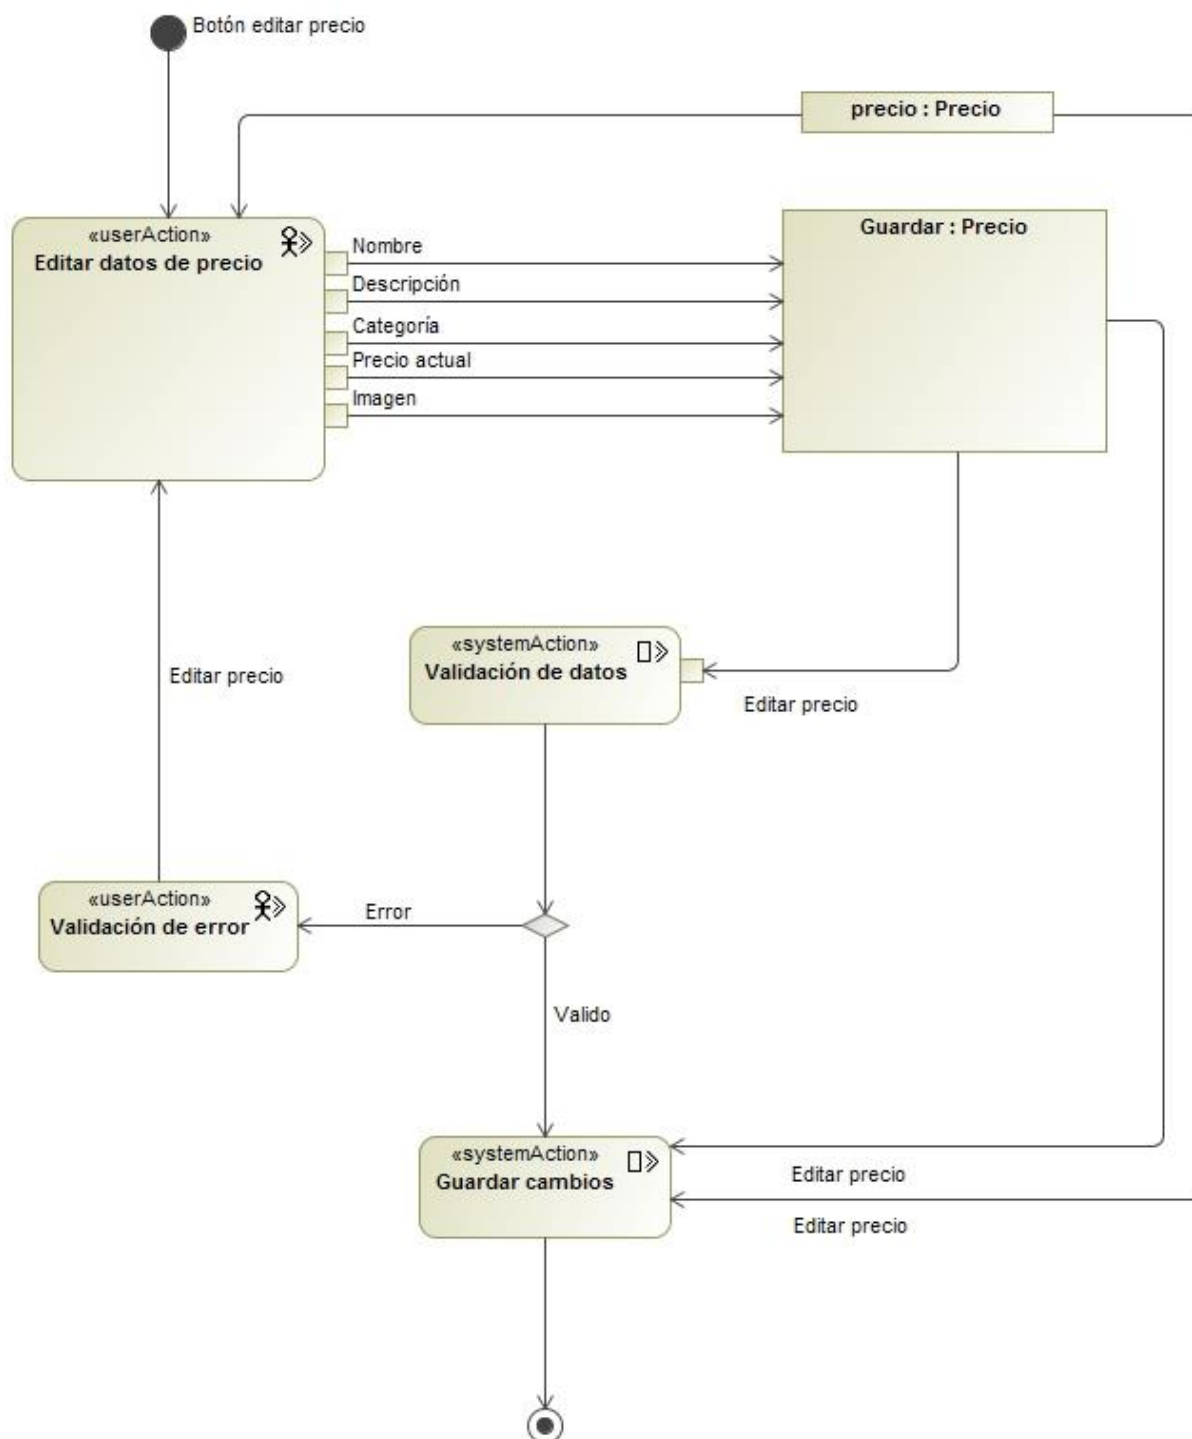 Botón editar precio
precio : Precio
«userAction»
Editar datos de precio
Nombre
Descripción
Categoría
Precio actual
Imagen
Guardar : Precio
«systemAction»
Validación de datos
Editar precio
Editar precio
«userAction»
Validación de error
Error
Valido
«systemAction»
Guardar cambios
Editar precio
Editar precio